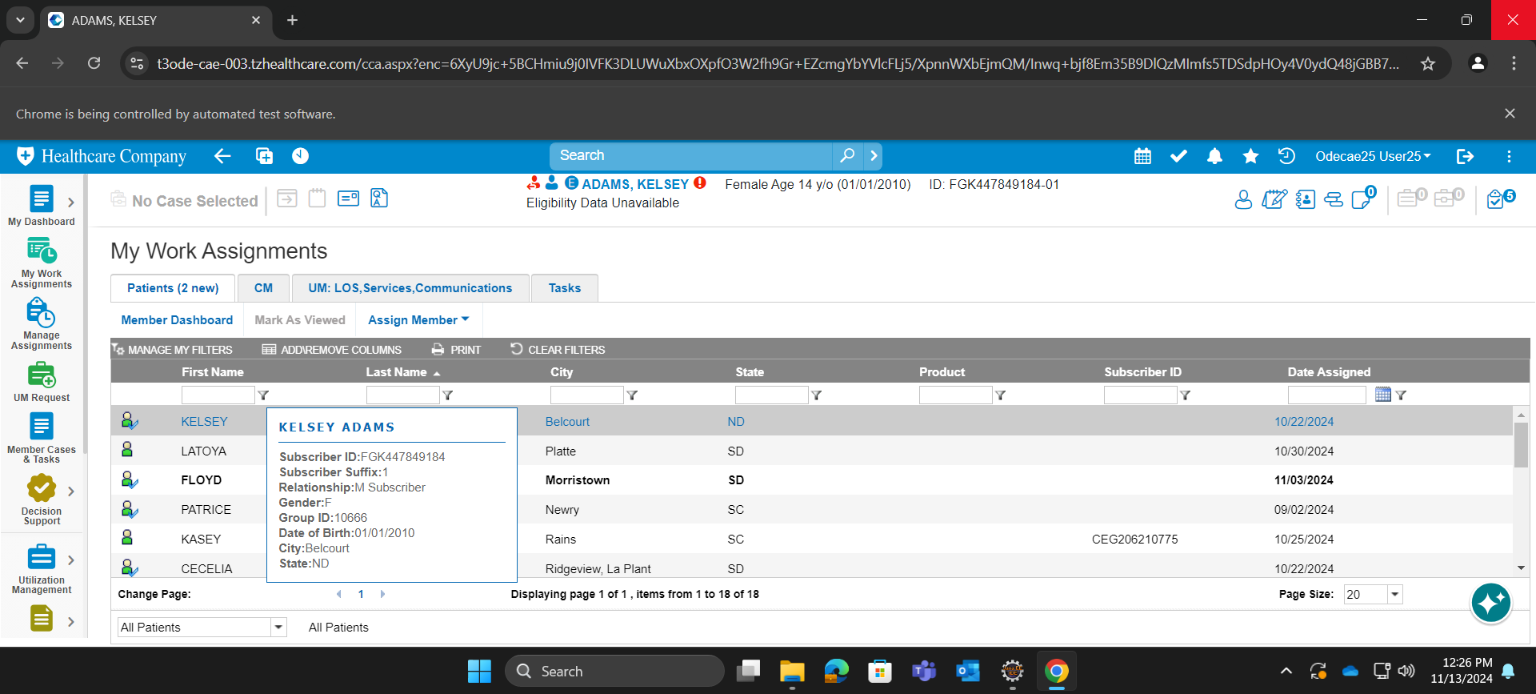 ADAMS, KELSEY
t3ode-cae-003.tzhealthcare.com/cca.aspx?enc=6XyU9jc+5BCHmiu9j0IVFK3DLUWuXbxOXpfO3W2fh9Gr+EZcmgYbYVlcFLj5/XpnnWXbEjmQM/Inwq+bjf8Em35B9DlQzMImfs5TDSdpHOy4V0ydQ48jGBB7...
Chrome is being controlled by automated test software.
Healthcare Company
Search
Odecae25 User25
My Dashboard
My Work
Assignments
Manage
Assignments
UM Request
Member Cases
& Tasks
Decision
Support
Utilization
Management
No Case Selected
ADAMS, KELSEY Female Age 14 y/o (01/01/2010) ID: FGK447849184-01
Eligibility Data Unavailable
0 0 0 5
My Work Assignments
Patients (2 new) CM UM: LOS,Services,Communications Tasks
Member Dashboard Mark As Viewed Assign Member
MANAGE MY FILTERS ADD\REMOVE COLUMNS PRINT CLEAR FILTERS
First Name Last Name City State Product Subscriber ID Date Assigned
KELSEY Belcourt ND 10/22/2024
LATOYA Platte SD 10/30/2024
FLOYD Morristown SD 11/03/2024
PATRICE Newry SC 09/02/2024
KASEY Rains SC CEG206210775 10/25/2024
CECELIA Ridgeview, La Plant SD 10/22/2024
KELSEY ADAMS
Subscriber ID:FGK447849184
Subscriber Suffix:1
Relationship:M Subscriber
Gender:F
Group ID:10666
Date of Birth:01/01/2010
City:Belcourt
State:ND
Change Page: 1 Displaying page 1 of 1 , items from 1 to 18 of 18 Page Size: 20
All Patients All Patients
Search
12:26 PM
11/13/2024